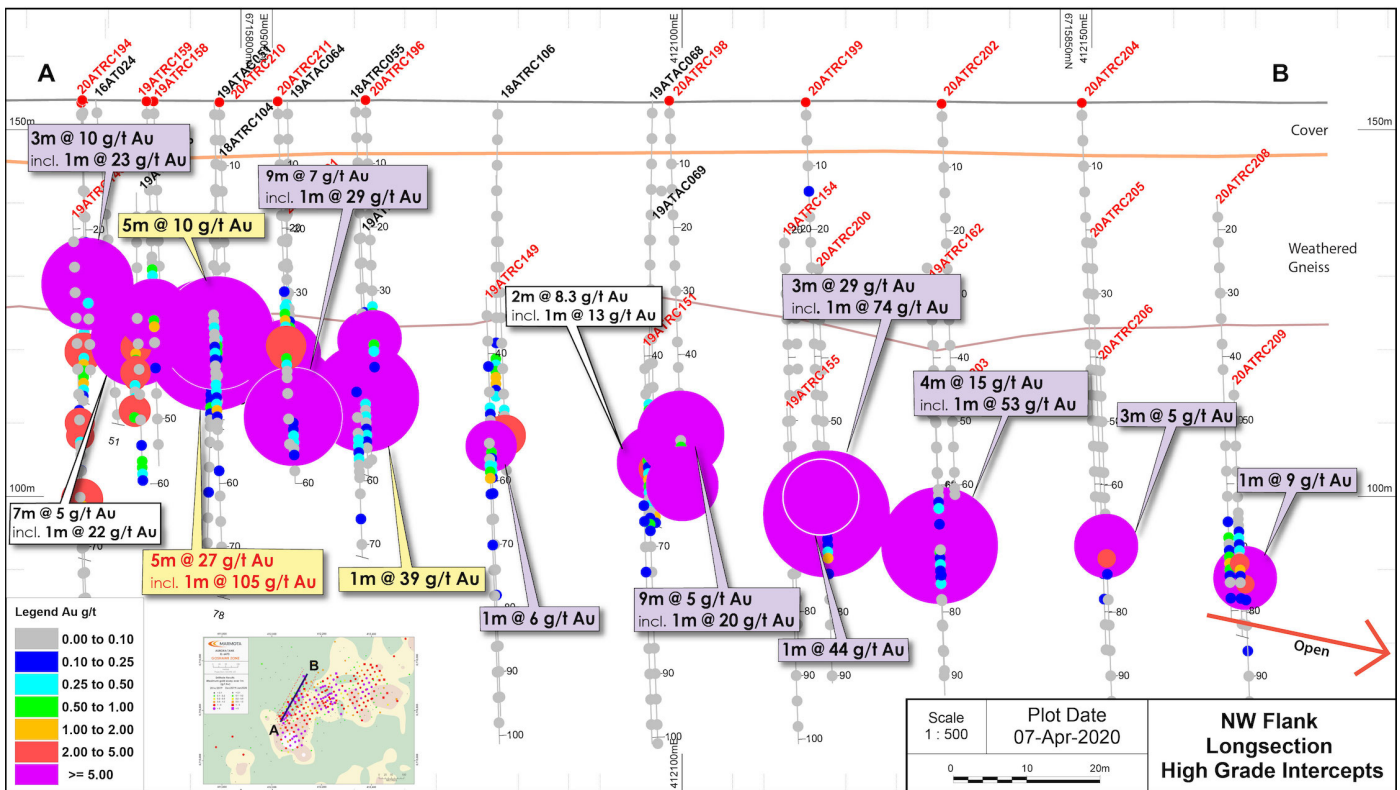 A
B
6715800mN
412050mE
412100mE
6715850mN
412150mE
20ATRC194
16AT024
19ATRC159
19ATRC158
19ATAC057
20ATRC210
20ATRC211
19ATAC064
18ATRC055
20ATRC196
18ATRC106
19ATAC068
20ATRC198
20ATRC199
20ATRC202
20ATRC204
18ATRC104
19ATAC069
19ATRC154
20ATRC200
19ATRC162
20ATRC205
20ATRC208
19ATRC149
19ATRC151
19ATRC155
20ATRC206
20ATRC209
150m
150m
100m
100m
Cover
Weathered
Gneiss
3m @ 10 g/t Au
incl. 1m @ 23 g/t Au
9m @ 7 g/t Au
incl. 1m @ 29 g/t Au
5m @ 10 g/t Au
2m @ 8.3 g/t Au
incl. 1m @ 13 g/t Au
3m @ 29 g/t Au
incl. 1m @ 74 g/t Au
4m @ 15 g/t Au
incl. 1m @ 53 g/t Au
3m @ 5 g/t Au
1m @ 9 g/t Au
7m @ 5 g/t Au
incl. 1m @ 22 g/t Au
5m @ 27 g/t Au
incl. 1m @ 105 g/t Au
1m @ 39 g/t Au
1m @ 6 g/t Au
9m @ 5 g/t Au
incl. 1m @ 20 g/t Au
1m @ 44 g/t Au
Open
412100mE
Legend Au g/t
0.00 to 0.10
0.10 to 0.25
0.25 to 0.50
0.50 to 1.00
1.00 to 2.00
2.00 to 5.00
>= 5.00
MARMOTA
B
A
Scale
1 : 500
Plot Date
07-Apr-2020
0 10 20m
NW Flank
Longsection
High Grade Intercepts